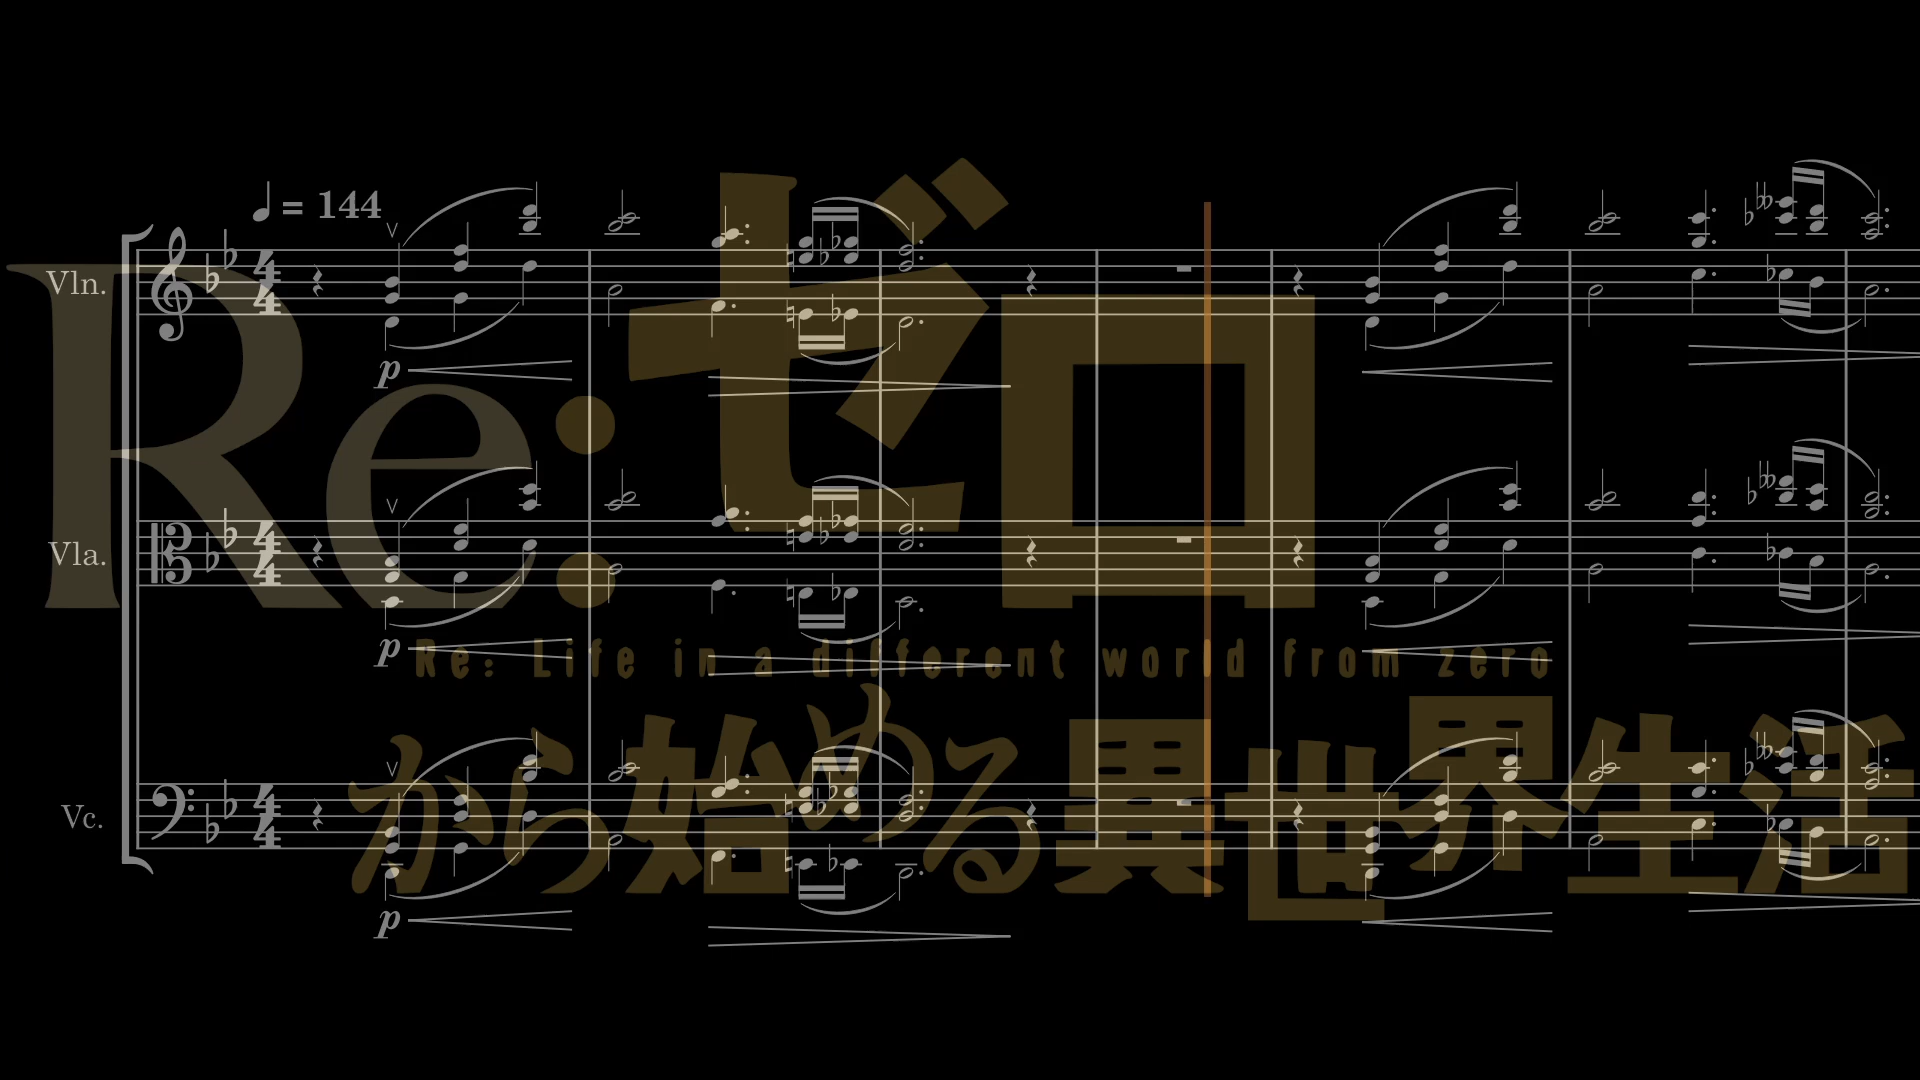 ♩ = 144
Vln.
p
Re:ゼロ
Vla.
p
Re: Life in a different world from zero
から始める異世界生活
Vc.
p